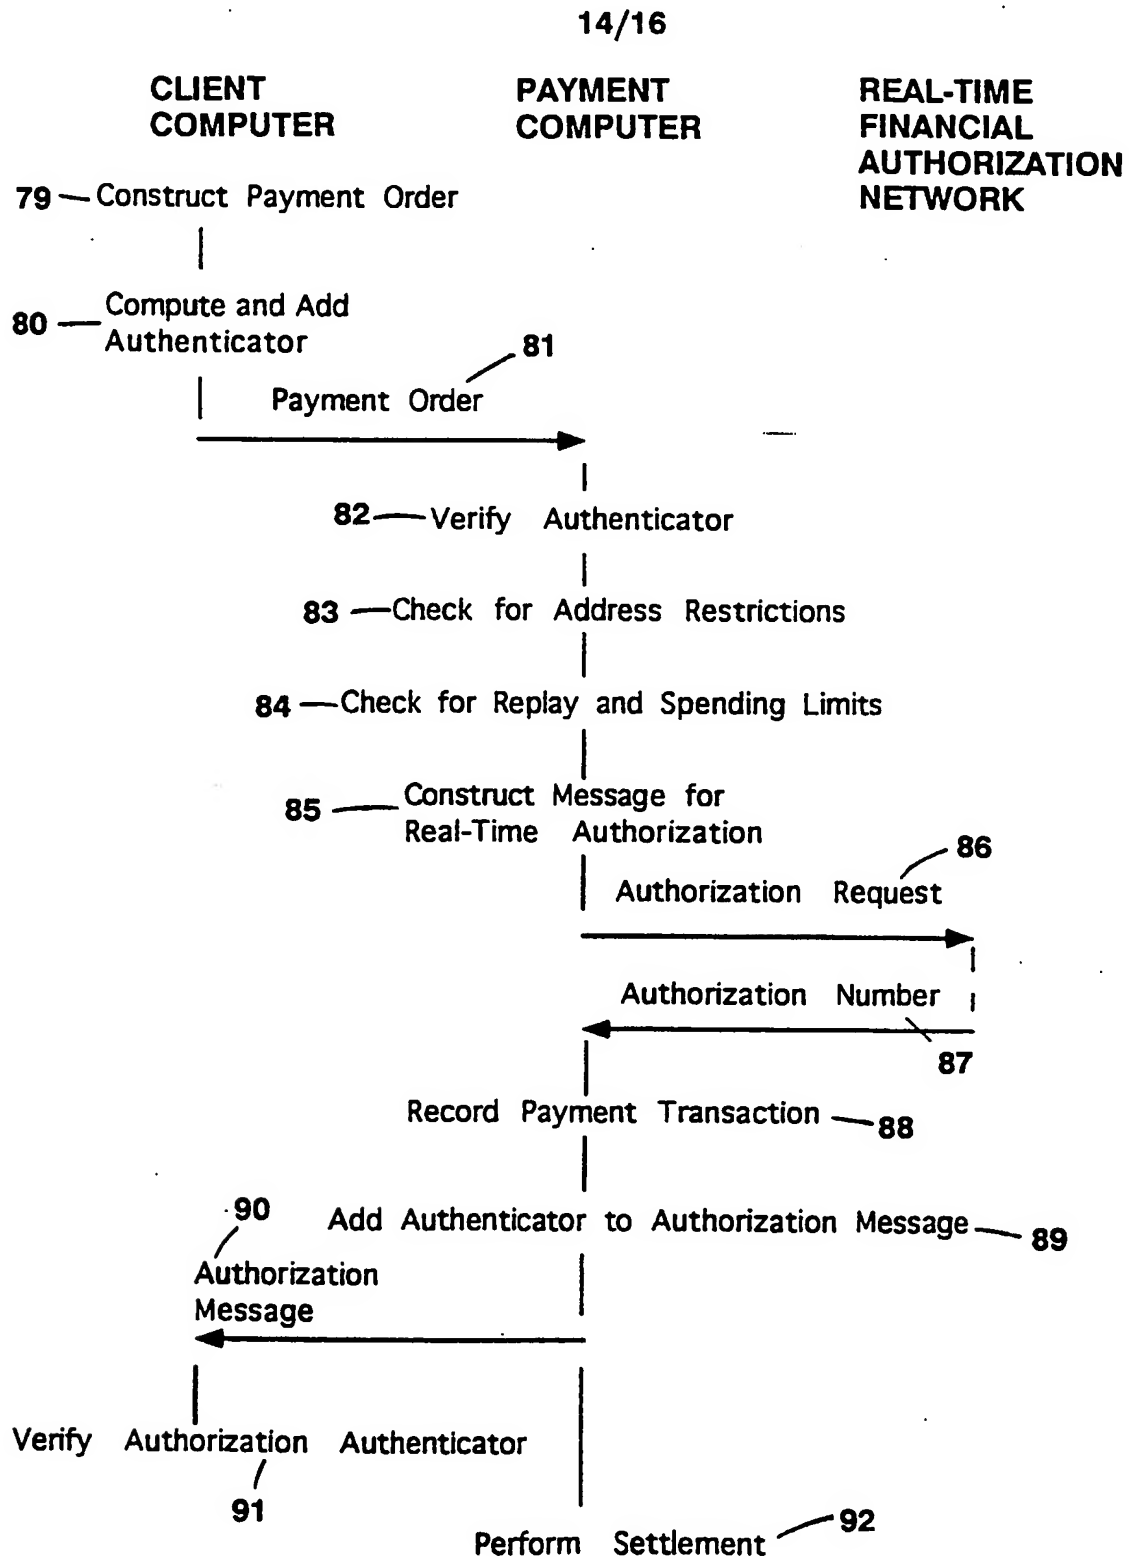 14/16
CLIENT
COMPUTER
PAYMENT
COMPUTER
REAL-TIME
FINANCIAL
AUTHORIZATION
NETWORK
79 Construct Payment Order
80 Compute and Add
Authenticator
81
Payment Order
82 Verify Authenticator
83 Check for Address Restrictions
84 Check for Replay and Spending Limits
85 Construct Message for
Real-Time Authorization
86
Authorization Request
Authorization Number
87
Record Payment Transaction 88
90
Add Authenticator to Authorization Message 89
Authorization
Message
Verify Authorization Authenticator
91
Perform Settlement 92